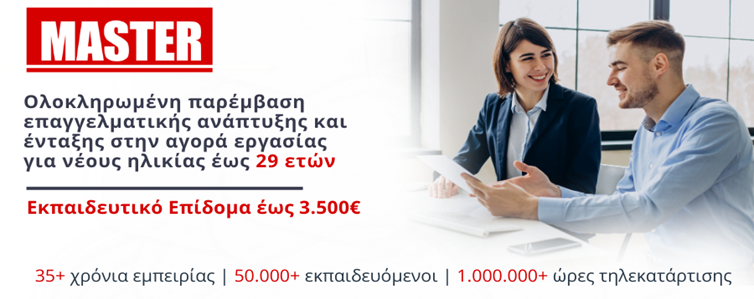 MASTER
Ολοκληρωμένη παρέμβαση
επαγγελματικής ανάπτυξης και
ένταξης στην αγορά εργασίας
για νέους ηλικίας έως 29 ετών
Εκπαιδευτικό Επίδομα έως 3.500€
35+ χρόνια εμπειρίας | 50.000+ εκπαιδευόμενοι | 1.000.000+ ώρες τηλεκατάρτισης